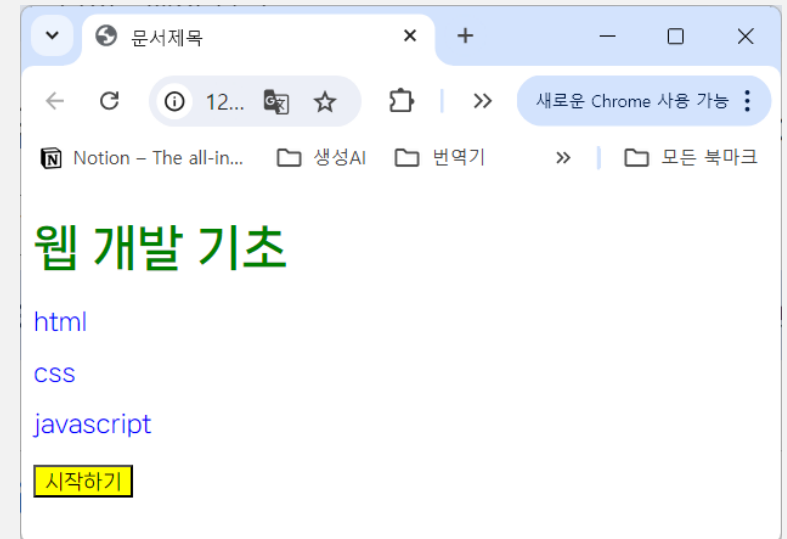 문서제목
12...
새로운 Chrome 사용 가능
Notion – The all-in...
생성AI
번역기
모든 북마크
웹 개발 기초
html
css
javascript
시작하기